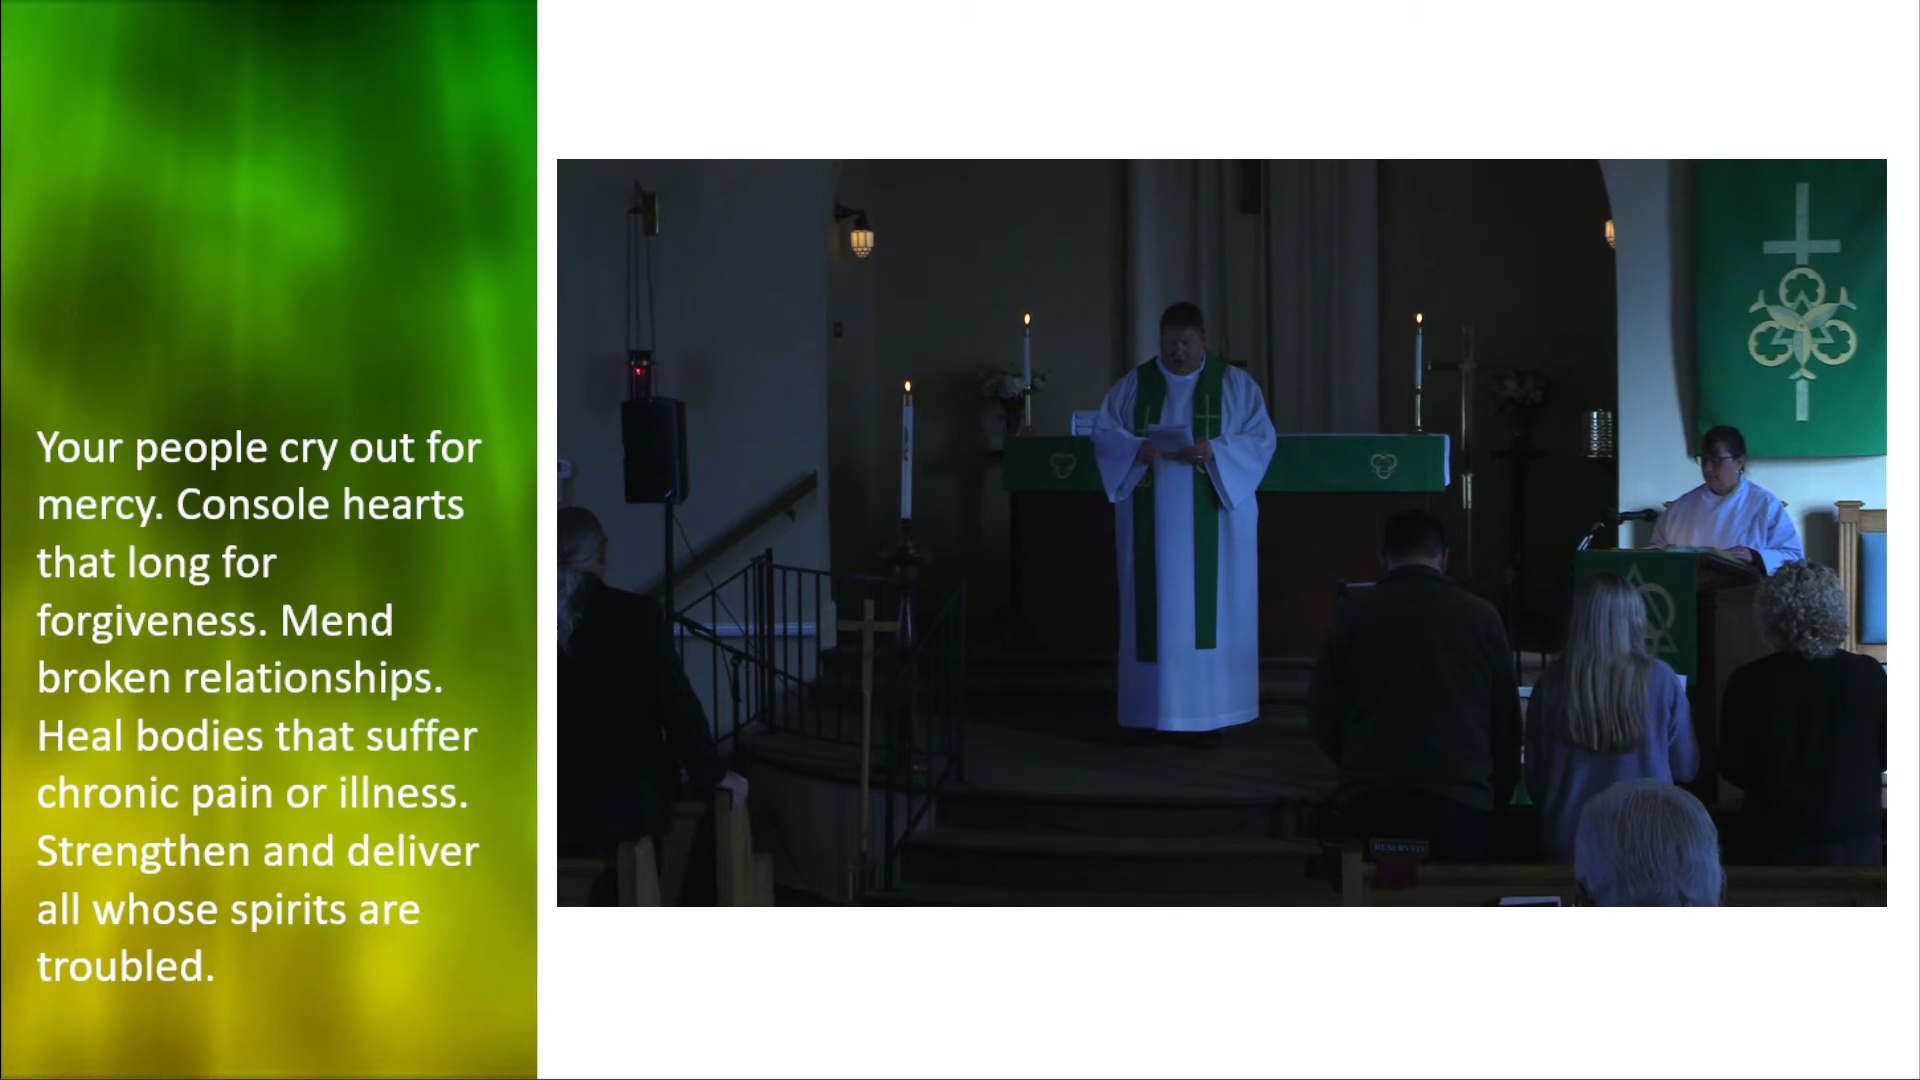 Your people cry out for
mercy. Console hearts
that long for
forgiveness. Mend
broken relationships.
Heal bodies that suffer
chronic pain or illness.
Strengthen and deliver
all whose spirits are
troubled.
RESERVED